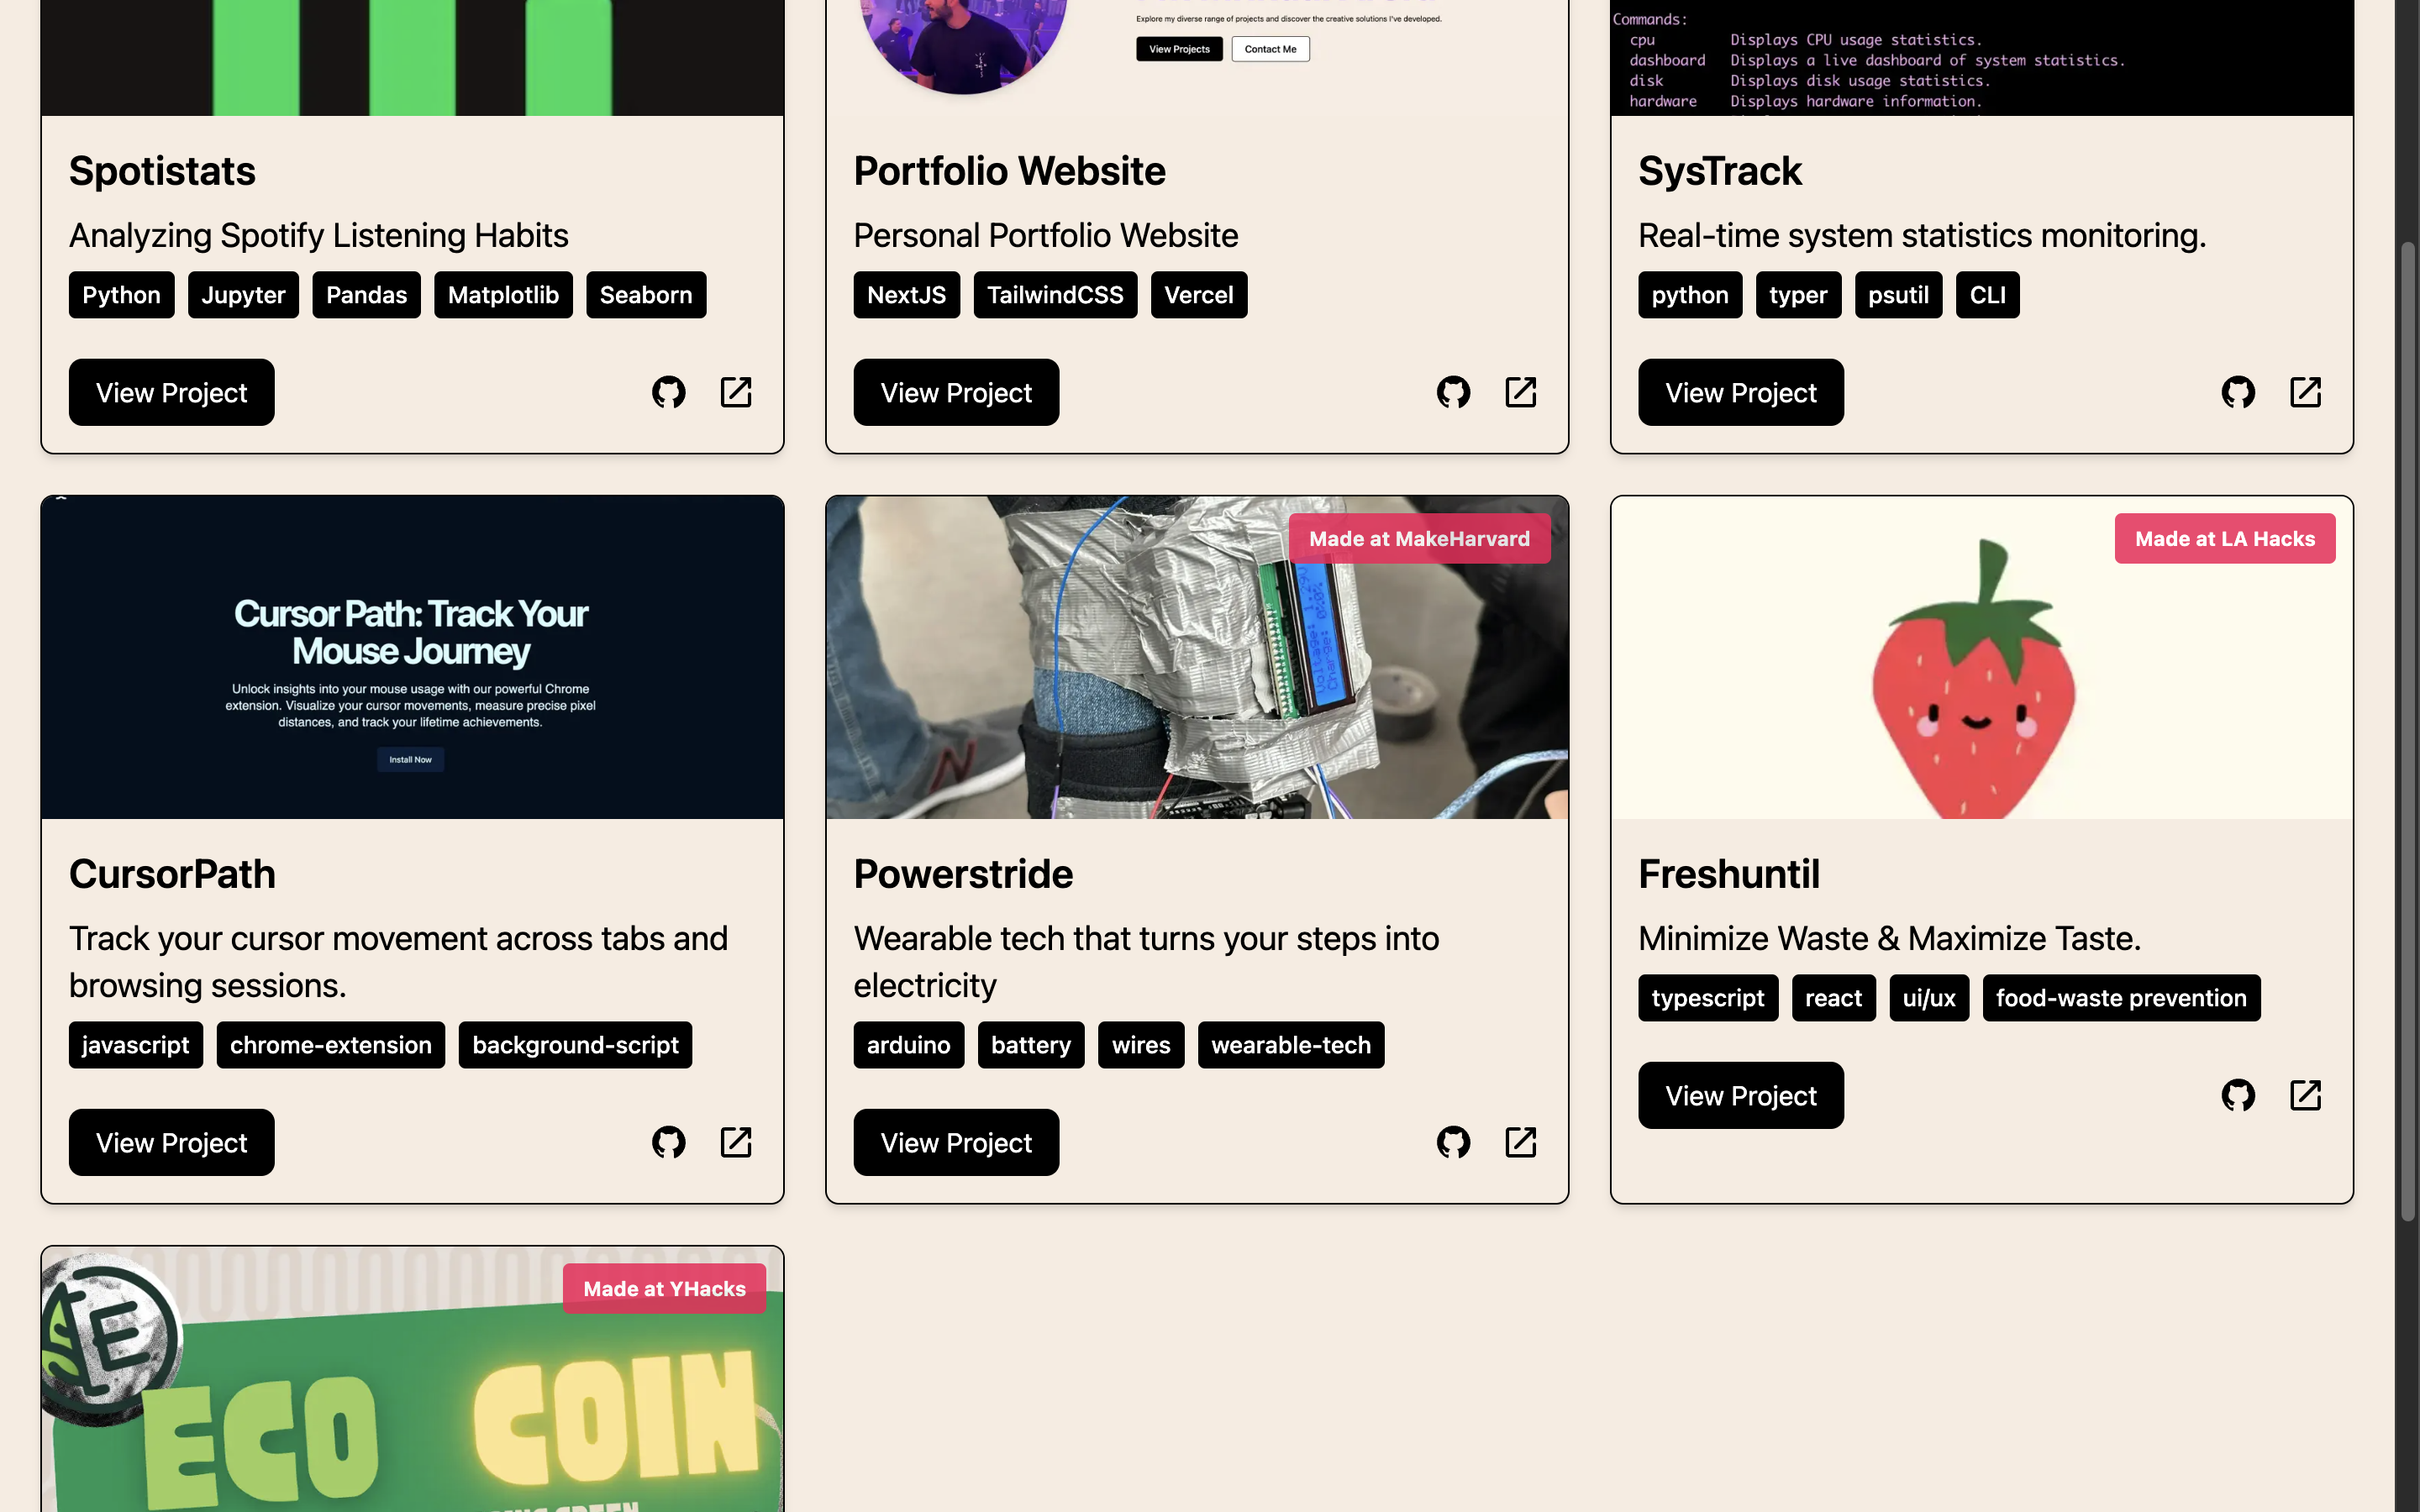 Explore my diverse range of projects and discover the creative solutions I've developed.
View Projects
Contact Me
Commands:
cpu Displays CPU usage statistics.
dashboard Displays a live dashboard of system statistics.
disk Displays disk usage statistics.
hardware Displays hardware information.
Spotistats
Analyzing Spotify Listening Habits
Python Jupyter Pandas Matplotlib Seaborn
View Project
Portfolio Website
Personal Portfolio Website
NextJS TailwindCSS Vercel
View Project
SysTrack
Real-time system statistics monitoring.
python typer psutil CLI
View Project
Cursor Path: Track Your
Mouse Journey
Unlock insights into your mouse usage with our powerful Chrome
extension. Visualize your cursor movements, measure precise pixel
distances, and track your lifetime achievements.
Install Now
CursorPath
Track your cursor movement across tabs and
browsing sessions.
javascript chrome-extension background-script
View Project
Made at MakeHarvard
Voltage:
Change:
Powerstride
Wearable tech that turns your steps into
electricity
arduino battery wires wearable-tech
View Project
Made at LA Hacks
Freshuntil
Minimize Waste & Maximize Taste.
typescript react ui/ux food-waste prevention
View Project
Made at YHacks
E
ECO COIN